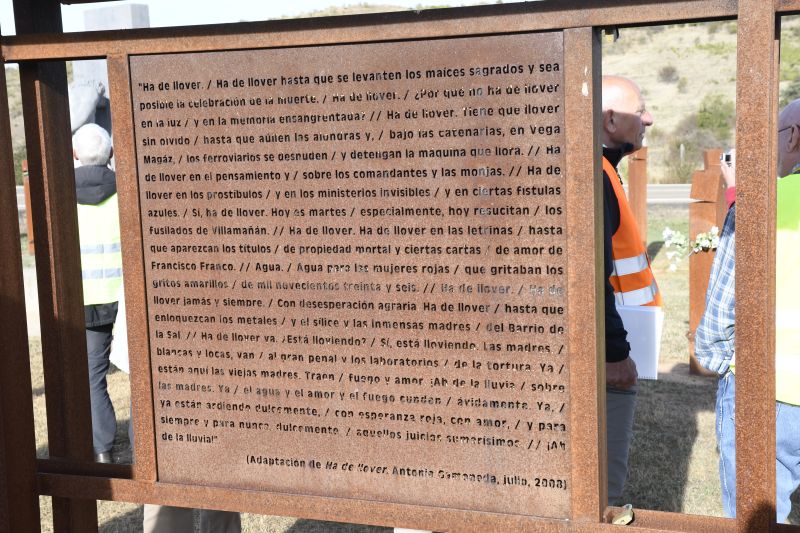 "Ha de llover. / Ha de llover hasta que se levanten los maíces sagrados y sea
posible la celebración de la muerte. / Ha de llover. / ¿Por qué no ha de llover
en la luz / y en la memoria ensangrentada? // Ha de llover. Tiene que llover
sin olvido / hasta que aúllen las alondras y, / bajo las catenarias, en Vega
Magaz, / los ferroviarios se desnuden / y detengan la maquina que llora. // Ha
de llover en el pensamiento y / sobre los comandantes y las monjas. // Ha de
llover en los prostíbulos / y en los ministerios invisibles / y en ciertas fístulas
azules. / Sí, ha de llover. Hoy es martes / especialmente, hoy resucitan / los
fusilados de Villamañán. // Ha de llover. Ha de llover en las letrinas / hasta
que aparezcan los títulos / de propiedad mortal y ciertas cartas / de amor de
Francisco Franco. // Agua. / Agua para las mujeres rojas / que gritaban los
gritos amarillos / de mil novecientos treinta y seis. // Ha de llover. / Ha de
llover jamás y siempre. / Con desesperación agraria. Ha de llover / hasta que
enloquezcan los metales / y el sílice y las inmensas madres / del Barrio de
la Sal. // Ha de llover ya. ¿Está lloviendo? / Sí, está lloviendo. Las madres, /
blancas y locas, van / al gran penal y los laboratorios / de la tortura. Ya /
están aquí las viejas madres. Traen / fuego y amor. ¡Ah de la lluvia! / sobre
las madres. Ya / el agua y el amor y el fuego cunden / ávidamente. Ya, /
ya están ardiendo dulcemente, / con esperanza roja, con amor, / y para
siempre y para nunca, dulcemente, / aquellos juicios sumarísimos. // ¡Ah
de la lluvia!"
(Adaptación de Ha de llover. Antonio Gamoneda, julio, 2008)